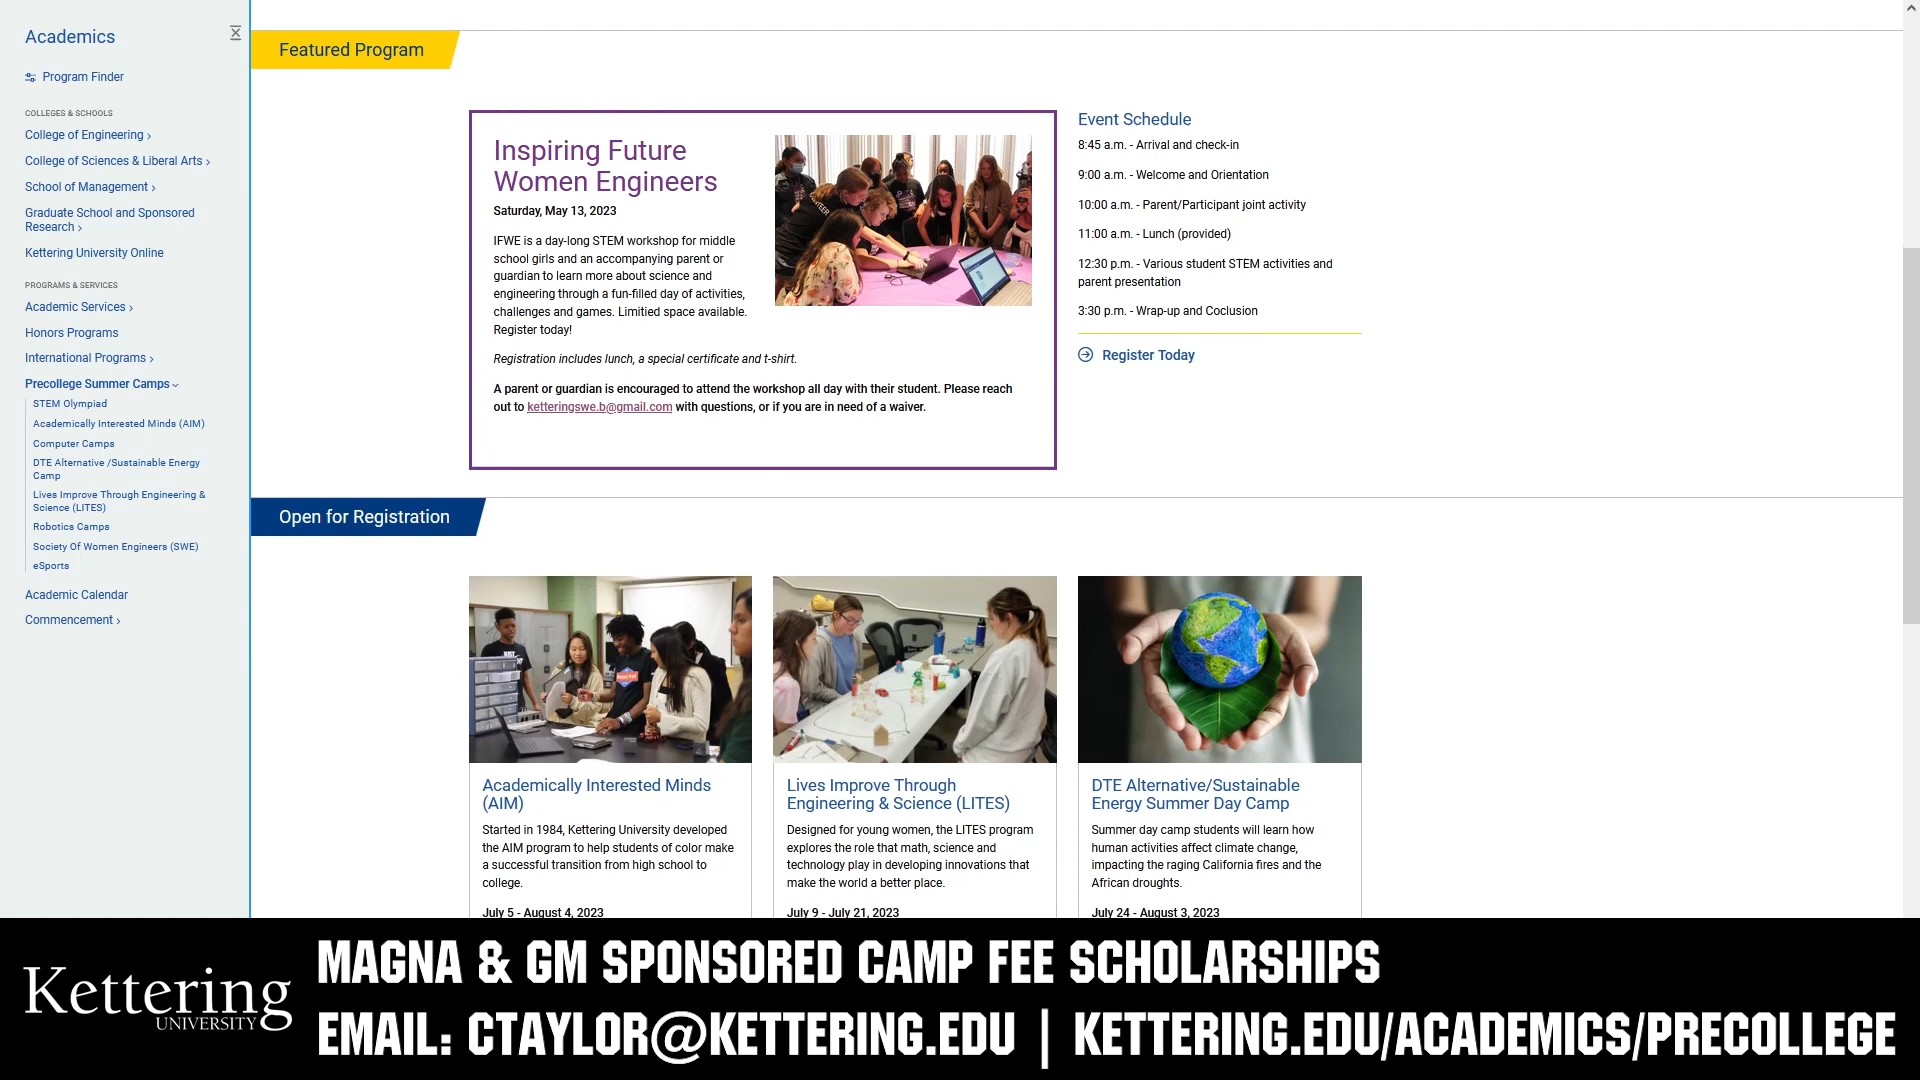 Academics
Program Finder
COLLEGES & SCHOOLS
College of Engineering
College of Sciences & Liberal Arts
School of Management
Graduate School and Sponsored
Research
Kettering University Online
PROGRAMS & SERVICES
Academic Services
Honors Programs
International Programs
Precollege Summer Camps
STEM Olympiad
Academically Interested Minds (AIM)
Computer Camps
DTE Alternative /Sustainable Energy
Camp
Lives Improve Through Engineering &
Science (LITES)
Robotics Camps
Society Of Women Engineers (SWE)
eSports
Academic Calendar
Commencement
Featured Program
Inspiring Future
Women Engineers
Saturday, May 13, 2023
IFWE is a day-long STEM workshop for middle
school girls and an accompanying parent or
guardian to learn more about science and
engineering through a fun-filled day of activities,
challenges and games. Limitied space available.
Register today!
Registration includes lunch, a special certificate and t-shirt.
A parent or guardian is encouraged to attend the workshop all day with their student. Please reach
out to ketteringswe.b@gmail.com with questions, or if you are in need of a waiver.
Event Schedule
8:45 a.m. - Arrival and check-in
9:00 a.m. - Welcome and Orientation
10:00 a.m. - Parent/Participant joint activity
11:00 a.m. - Lunch (provided)
12:30 p.m. - Various student STEM activities and
parent presentation
3:30 p.m. - Wrap-up and Coclusion
Register Today
Open for Registration
Academically Interested Minds
(AIM)
Started in 1984, Kettering University developed
the AIM program to help students of color make
a successful transition from high school to
college.
July 5 - August 4, 2023
Lives Improve Through
Engineering & Science (LITES)
Designed for young women, the LITES program
explores the role that math, science and
technology play in developing innovations that
make the world a better place.
July 9 - July 21, 2023
DTE Alternative/Sustainable
Energy Summer Day Camp
Summer day camp students will learn how
human activities affect climate change,
impacting the raging California fires and the
African droughts.
July 24 - August 3, 2023
Kettering
UNIVERSITY
MAGNA & GM SPONSORED CAMP FEE SCHOLARSHIPS
EMAIL: CTAYLOR@KETTERING.EDU | KETTERING.EDU/ACADEMICS/PRECOLLEGE